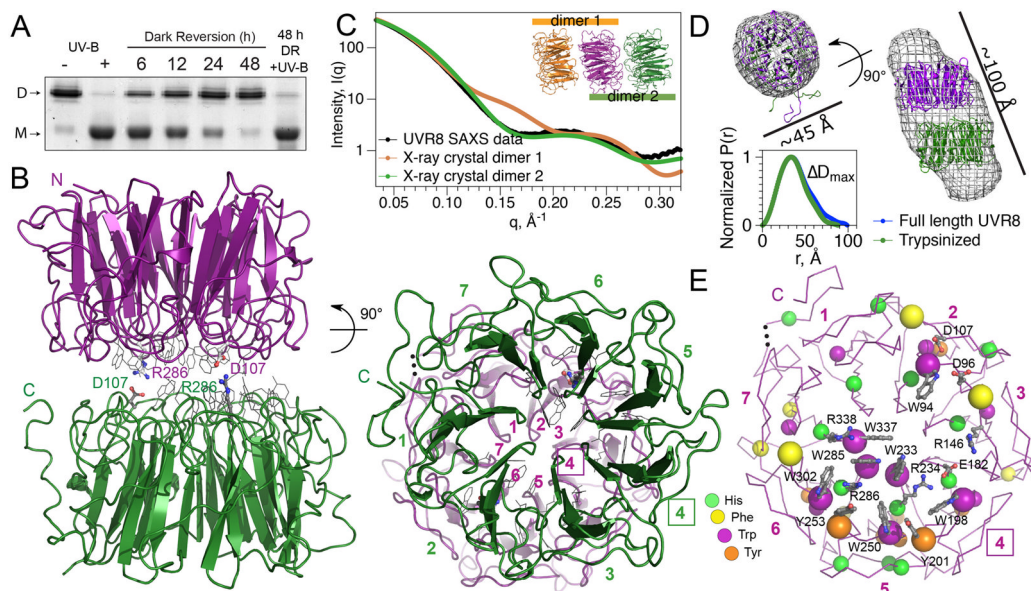 A
UV-B
Dark Reversion (h)
48 h
DR
+UV-B
- + 6 12 24 48
D
M
B
N
D107
R286
R286
D107
C
C
Intensity, I(q)
100
10
1
dimer 1
dimer 2
UVR8 SAXS data
X-ray crystal dimer 1
X-ray crystal dimer 2
0.05 0.10 0.15 0.20 0.25 0.30
q, Å-1
90°
7
6
5
C
1
1
2
3
7
6
5
4
4
2
3
D
90°
~45 Å
~100 Å
Normalized P(r)
1
0
ΔDmax
0 50 100
r, Å
Full length UVR8
Trypsinized
E
C
1
2
D107
D96
3
W94
7
R338
W337
R146
W285
W233
W302
R234
E182
R286
Y253
W198
6
W250
Y201
4
5
His
Phe
Trp
Tyr